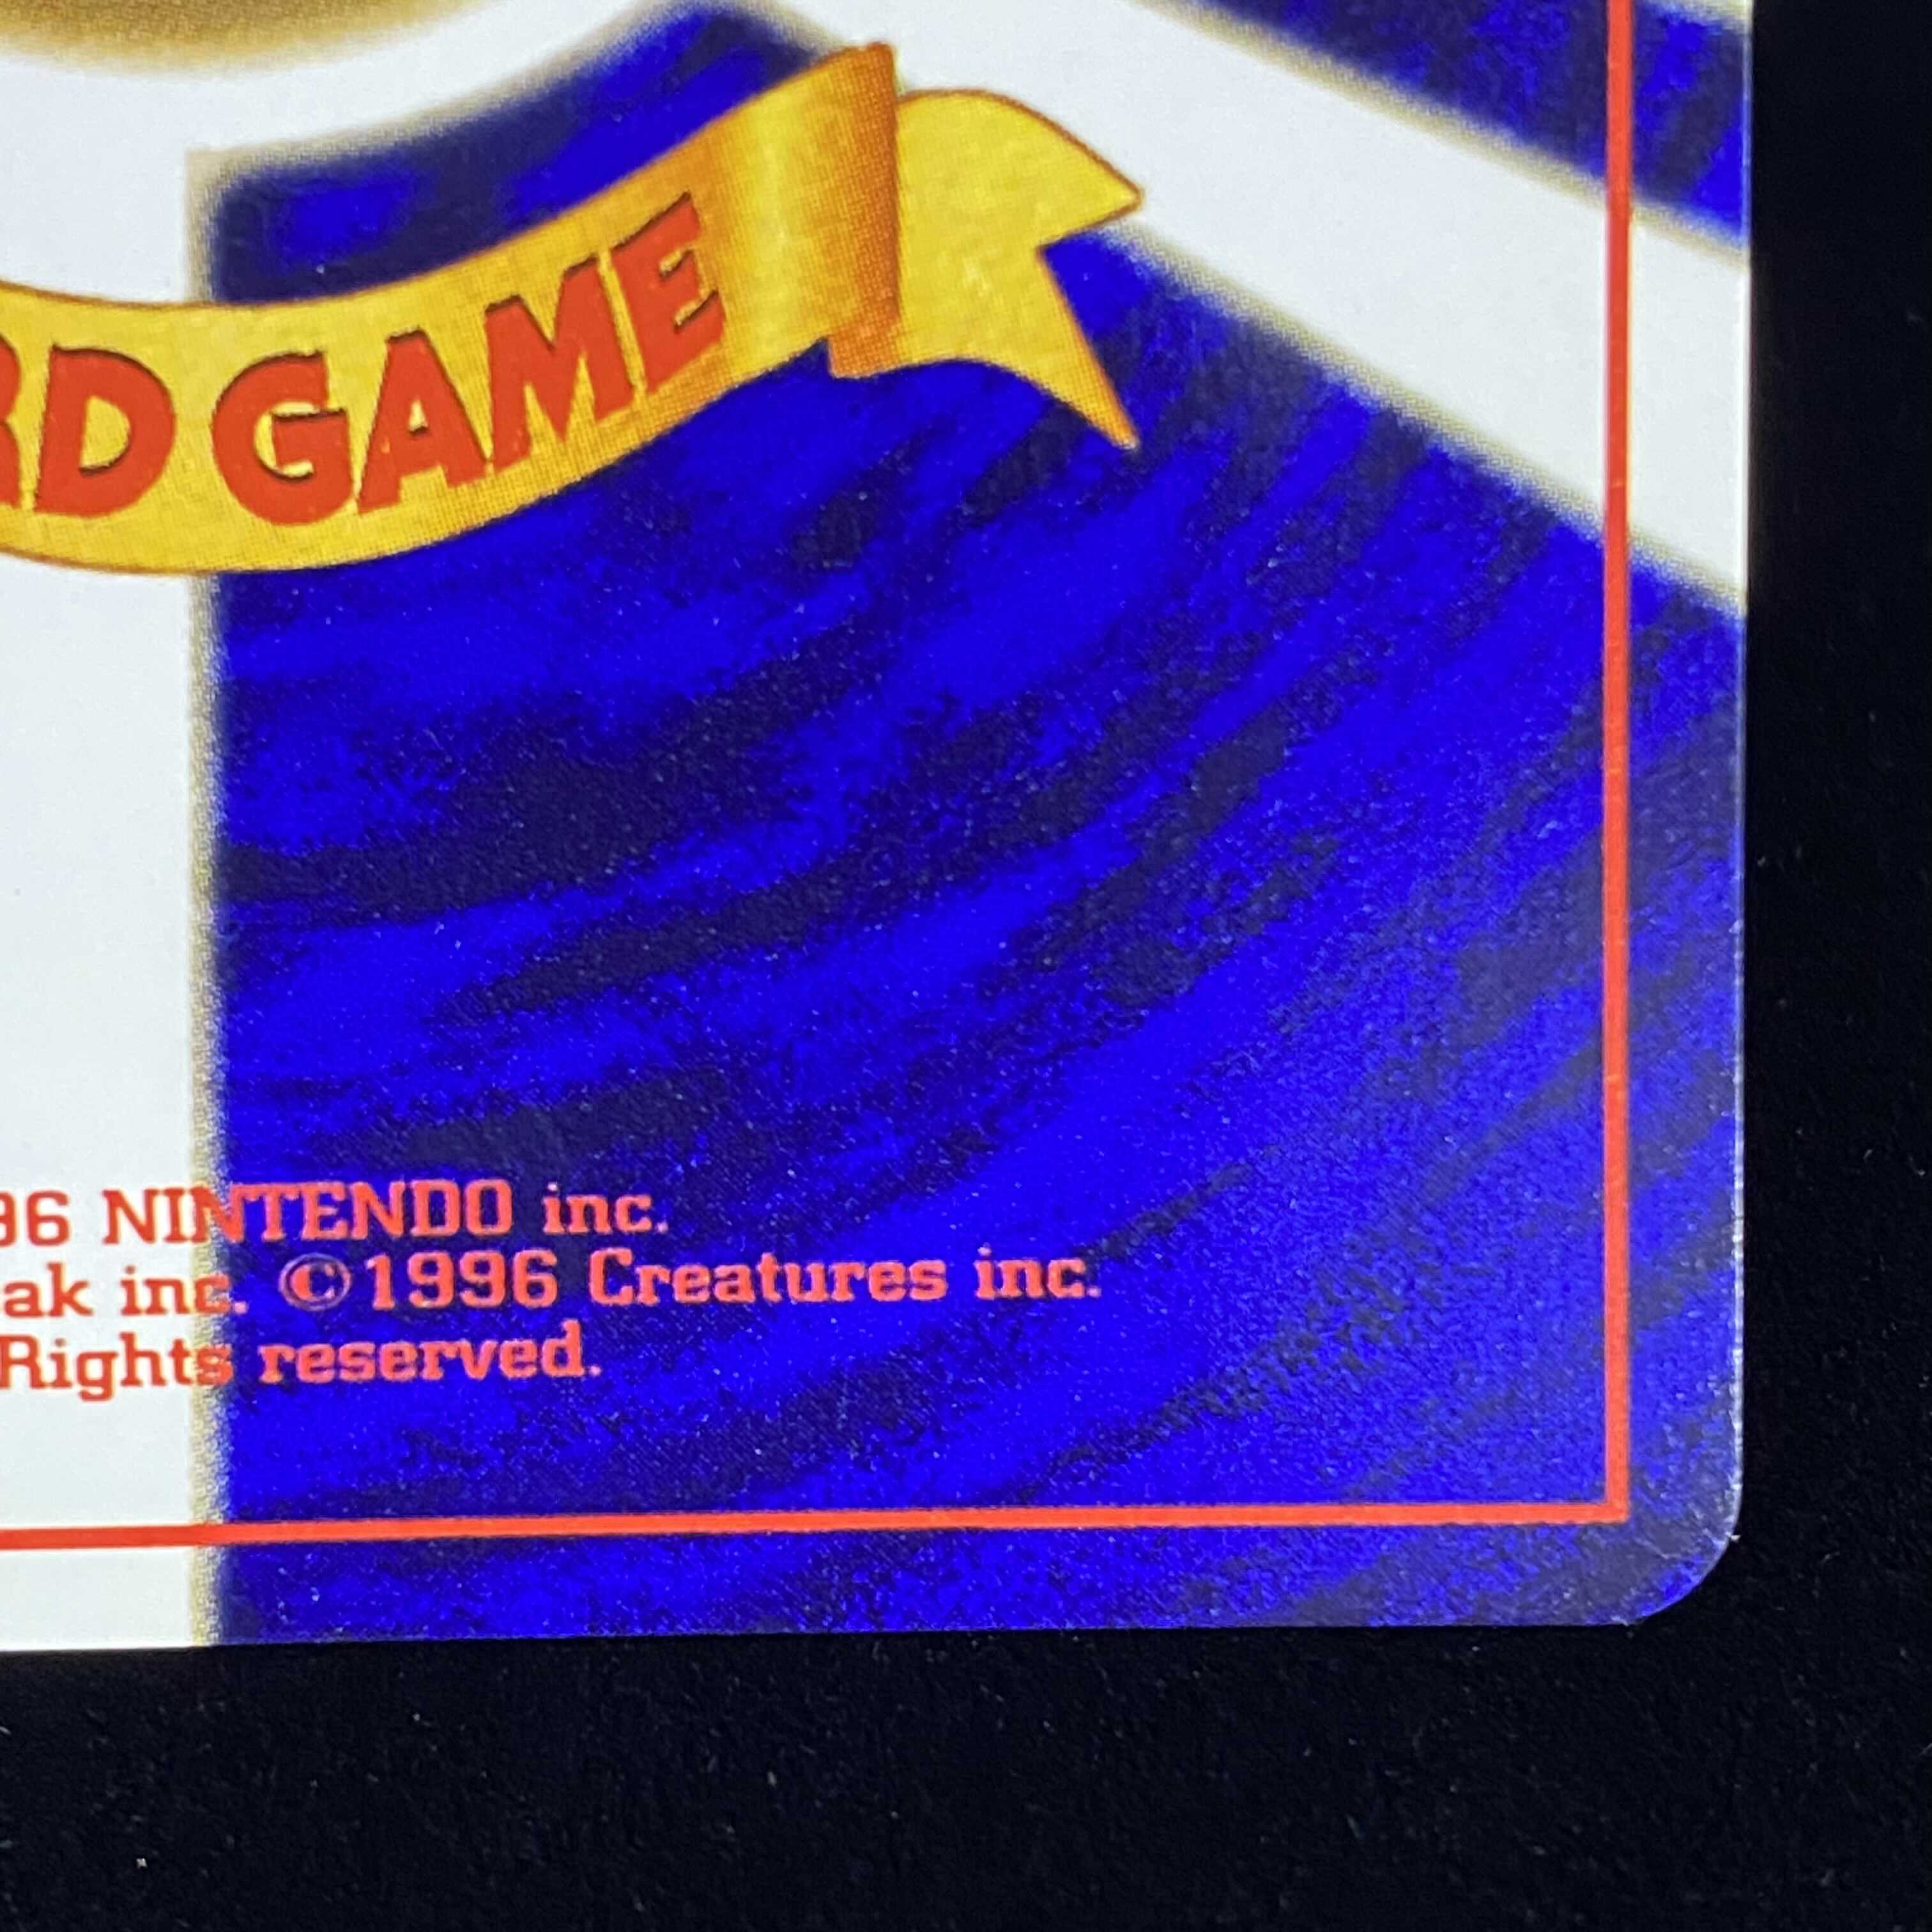 RD GAME
96 NINTENDO inc.
ak inc. ©1996 Creatures inc.
Rights reserved.